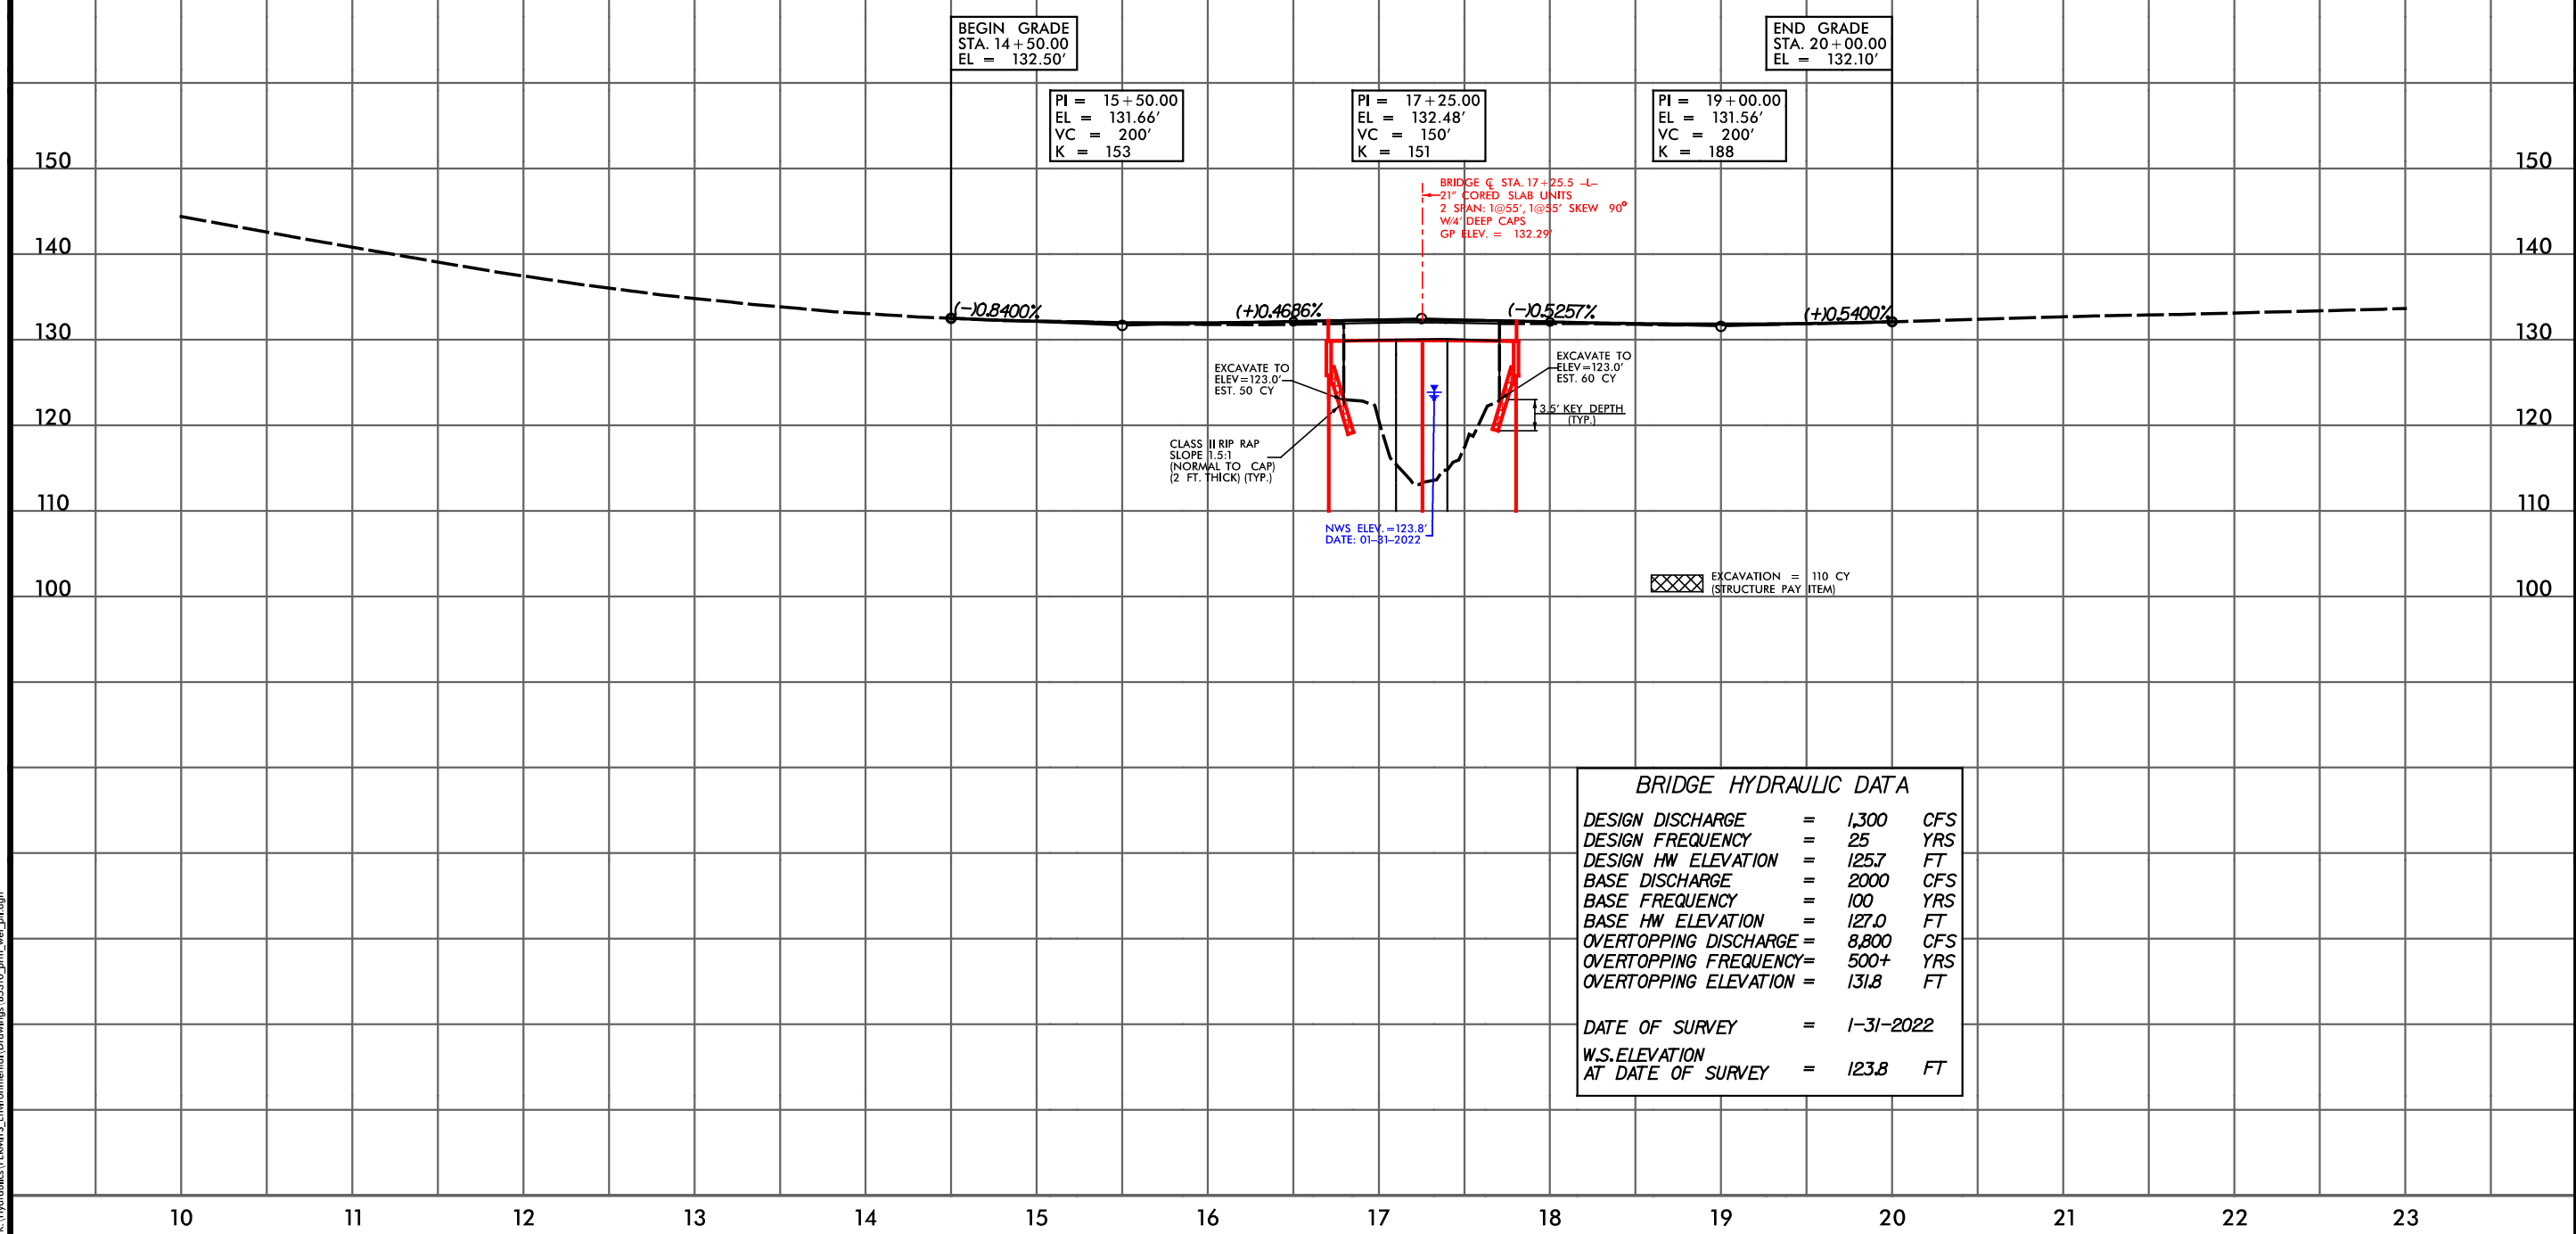 BEGIN GRADE
STA. 14+50.00
EL = 132.50'
END GRADE
STA. 20+00.00
EL = 132.10'
PI = 15+50.00
EL = 131.66'
VC = 200'
K = 153
PI = 17+25.00
EL = 132.48'
VC = 150'
K = 151
PI = 19+00.00
EL = 131.56'
VC = 200'
K = 188
150
150
BRIDGE ℄ STA. 17+25.5 -L-
21" CORED SLAB UNITS
2 SPAN: 1@55', 1@55' SKEW 90°
W/4' DEEP CAPS
GP ELEV. = 132.29'
140
140
(-)0.8400%
(+)0.4686%
(-)0.5257%
(+)0.5400%
130
130
EXCAVATE TO
ELEV=123.0'
EST. 50 CY
EXCAVATE TO
ELEV=123.0'
EST. 60 CY
3.5' KEY DEPTH
(TYP.)
120
120
CLASS II RIP RAP
SLOPE 1.5:1
(NORMAL TO CAP)
(2 FT. THICK) (TYP.)
110
110
NWS ELEV.=123.8'
DATE: 01-31-2022
EXCAVATION = 110 CY
(STRUCTURE PAY ITEM)
100
100
BRIDGE HYDRAULIC DATA
DESIGN DISCHARGE = 1,300 CFS
DESIGN FREQUENCY = 25 YRS
DESIGN HW ELEVATION = 125.7 FT
BASE DISCHARGE = 2000 CFS
BASE FREQUENCY = 100 YRS
BASE HW ELEVATION = 127.0 FT
OVERTOPPING DISCHARGE = 8,800 CFS
OVERTOPPING FREQUENCY= 500+ YRS
OVERTOPPING ELEVATION = 131.8 FT
DATE OF SURVEY = 1-31-2022
W.S.ELEVATION
AT DATE OF SURVEY = 123.8 FT
10 11 12 13 14 15 16 17 18 19 20 21 22 23